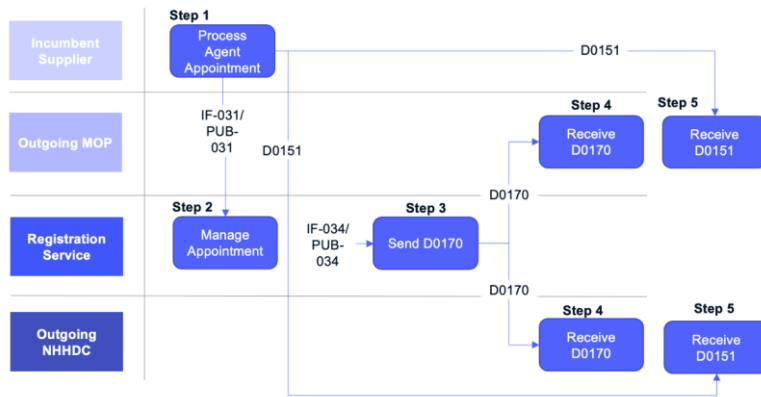 Step 1
Incumbent
Supplier
Process
Agent
Appointment
D0151
IF-031/
PUB-
031
D0151
Step 4
Step 5
Outgoing MOP
Receive
D0170
Receive
D0151
D0170
Step 2
Step 3
Registration
Service
Manage
Appointment
IF-034/
PUB-
034
Send D0170
D0170
Step 4
Step 5
Outgoing
NHHDC
Receive
D0170
Receive
D0151